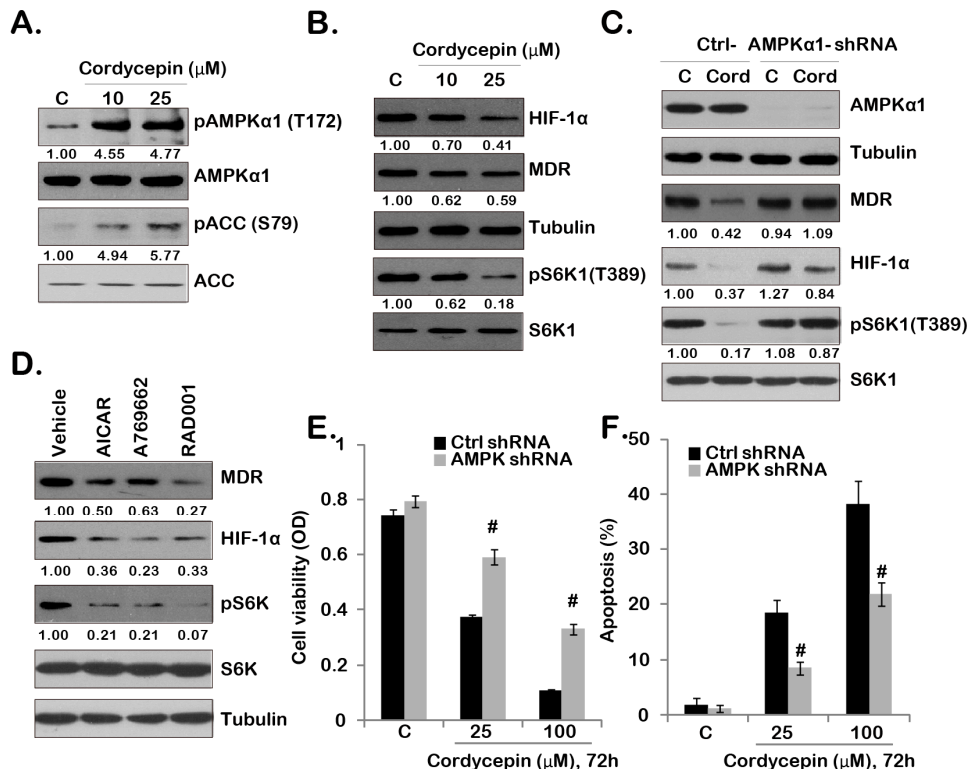 A.
Cordycepin (μM)
C 10 25
pAMPKα1 (T172)
1.00 4.55 4.77
AMPKα1
pACC (S79)
1.00 4.94 5.77
ACC
B.
Cordycepin (μM)
C 10 25
HIF-1α
1.00 0.70 0.41
MDR
1.00 0.62 0.59
Tubulin
pS6K1(T389)
1.00 0.62 0.18
S6K1
C.
Ctrl- AMPKα1-shRNA
C Cord C Cord
AMPKα1
Tubulin
MDR
1.00 0.42 0.94 1.09
HIF-1α
1.00 0.37 1.27 0.84
pS6K1(T389)
1.00 0.17 1.08 0.87
S6K1
D.
Vehicle
AICAR
A769662
RAD001
MDR
1.00 0.50 0.63 0.27
HIF-1α
1.00 0.36 0.23 0.33
pS6K
1.00 0.21 0.21 0.07
S6K
Tubulin
E.
Ctrl shRNA
AMPK shRNA
Cell viability (OD)
1
0.8
0.6
0.4
0.2
0
#
#
C 25 100
Cordycepin (μM), 72h
F.
Ctrl shRNA
AMPK shRNA
Apoptosis (%)
50
40
30
20
10
0
#
#
C 25 100
Cordycepin (μM), 72h